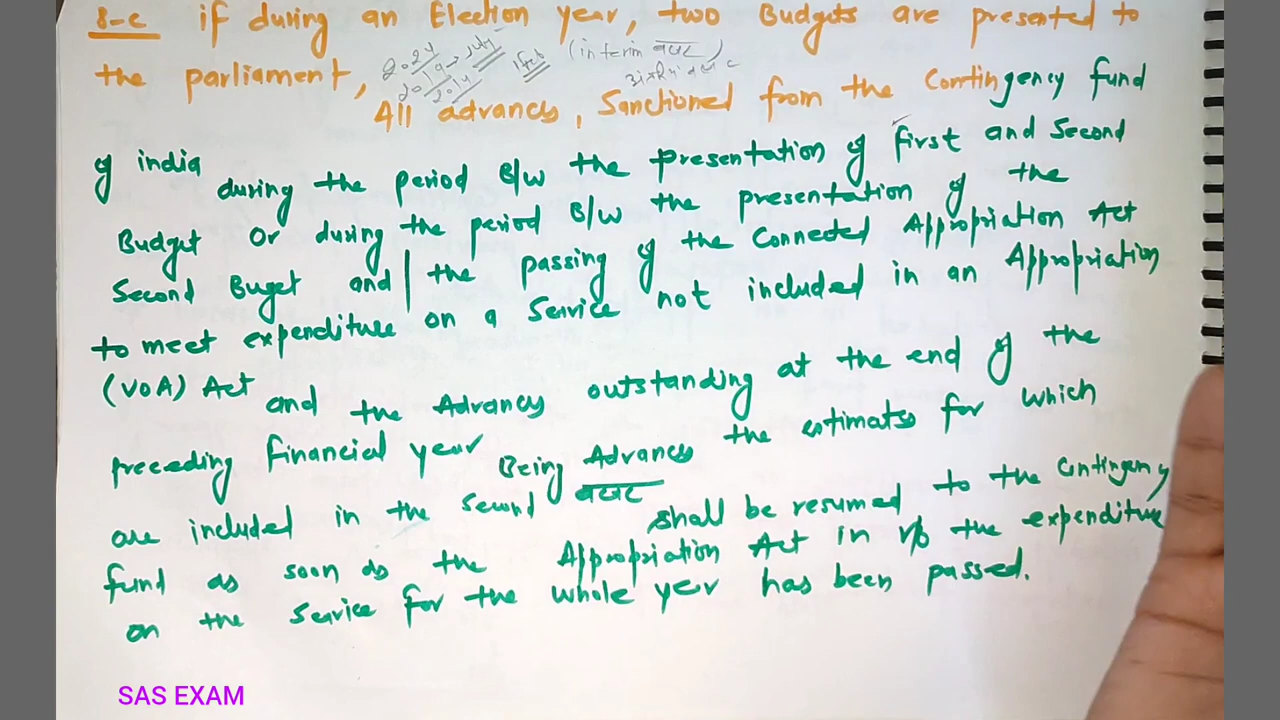 8-c if during an Election year, two Budgets are presented to
the parliament, 2024 2019 → July 1 Feb (interim बजट)
2014
All advances, Sanctioned from the Contingency fund
of india during the period B/w the presentation of first and Second
Budget Or during the period B/w the presentation of the
Second Buget and | the passing of the Connected Appropriation Act
to meet expenditure on a Service not included in an Appropriation
(VOA) Act and the Advances outstanding at the end of the
preceding financial year Being Advances the estimates for which
are included in the second बजट shall be resumed to the Contingency
fund as soon as the Appropriation Act in r/o the expenditure
on the Service for the whole year has been passed.
SAS EXAM